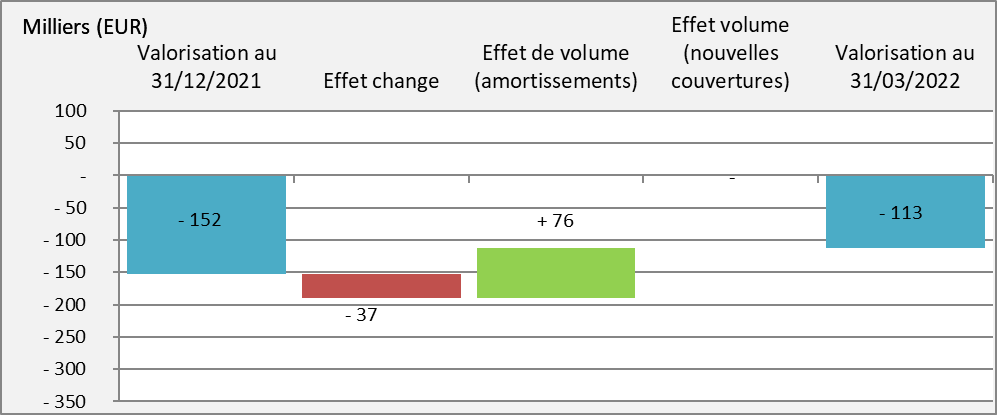 Milliers (EUR)
Valorisation au
31/12/2021
Effet change
Effet de volume
(amortissements)
Effet volume
(nouvelles
couvertures)
Valorisation au
31/03/2022
100
50
-
- 50
- 100
- 150
- 200
- 250
- 300
- 350
- 152
- 37
+ 76
-
- 113